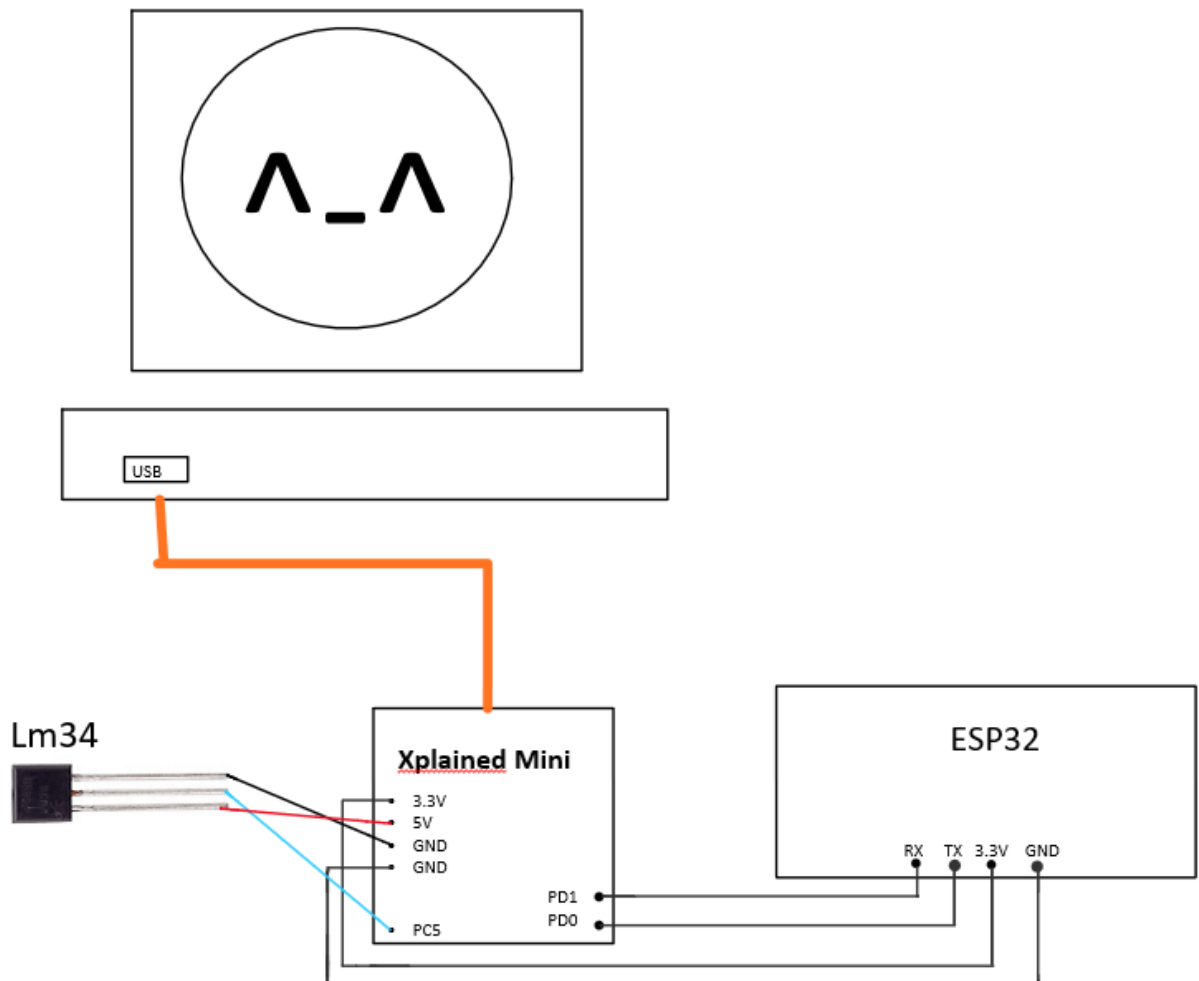 ^_^
USB
Lm34
Xplained Mini
3.3V
5V
GND
GND
PC5
PD1
PD0
ESP32
RX TX 3.3V GND